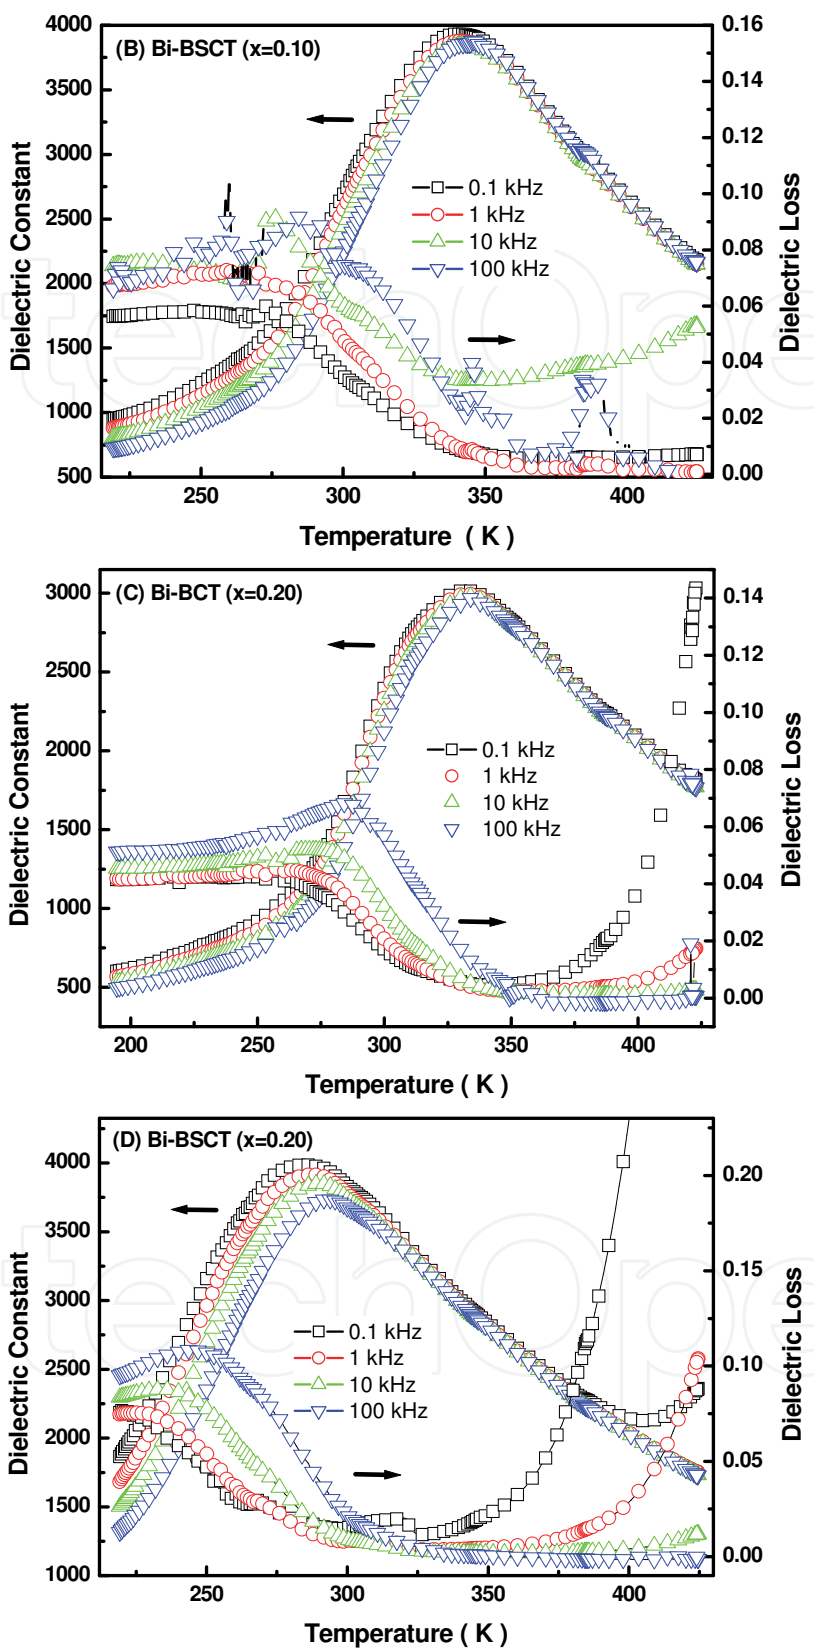 (B) Bi-BSCT (x=0.10)
4000
3500
3000
2500
2000
1500
1000
500
Dielectric Constant
0.16
0.15
0.12
0.10
0.08
0.06
0.04
0.02
0.00
Dielectric Loss
0.1 kHz
1 kHz
10 kHz
100 kHz
250
300
350
400
Temperature ( K )
(C) Bi-BCT (x=0.20)
3000
2500
2000
1500
1000
500
Dielectric Constant
0.14
0.12
0.10
0.08
0.06
0.04
0.02
0.00
Dielectric Loss
0.1 kHz
1 kHz
10 kHz
100 kHz
200
250
300
350
400
Temperature ( K )
(D) Bi-BSCT (x=0.20)
4000
3500
3000
2500
2000
1500
1000
Dielectric Constant
0.20
0.15
0.10
0.05
0.00
Dielectric Loss
0.1 kHz
1 kHz
10 kHz
100 kHz
250
300
350
400
Temperature ( K )
techOpe
techOpe